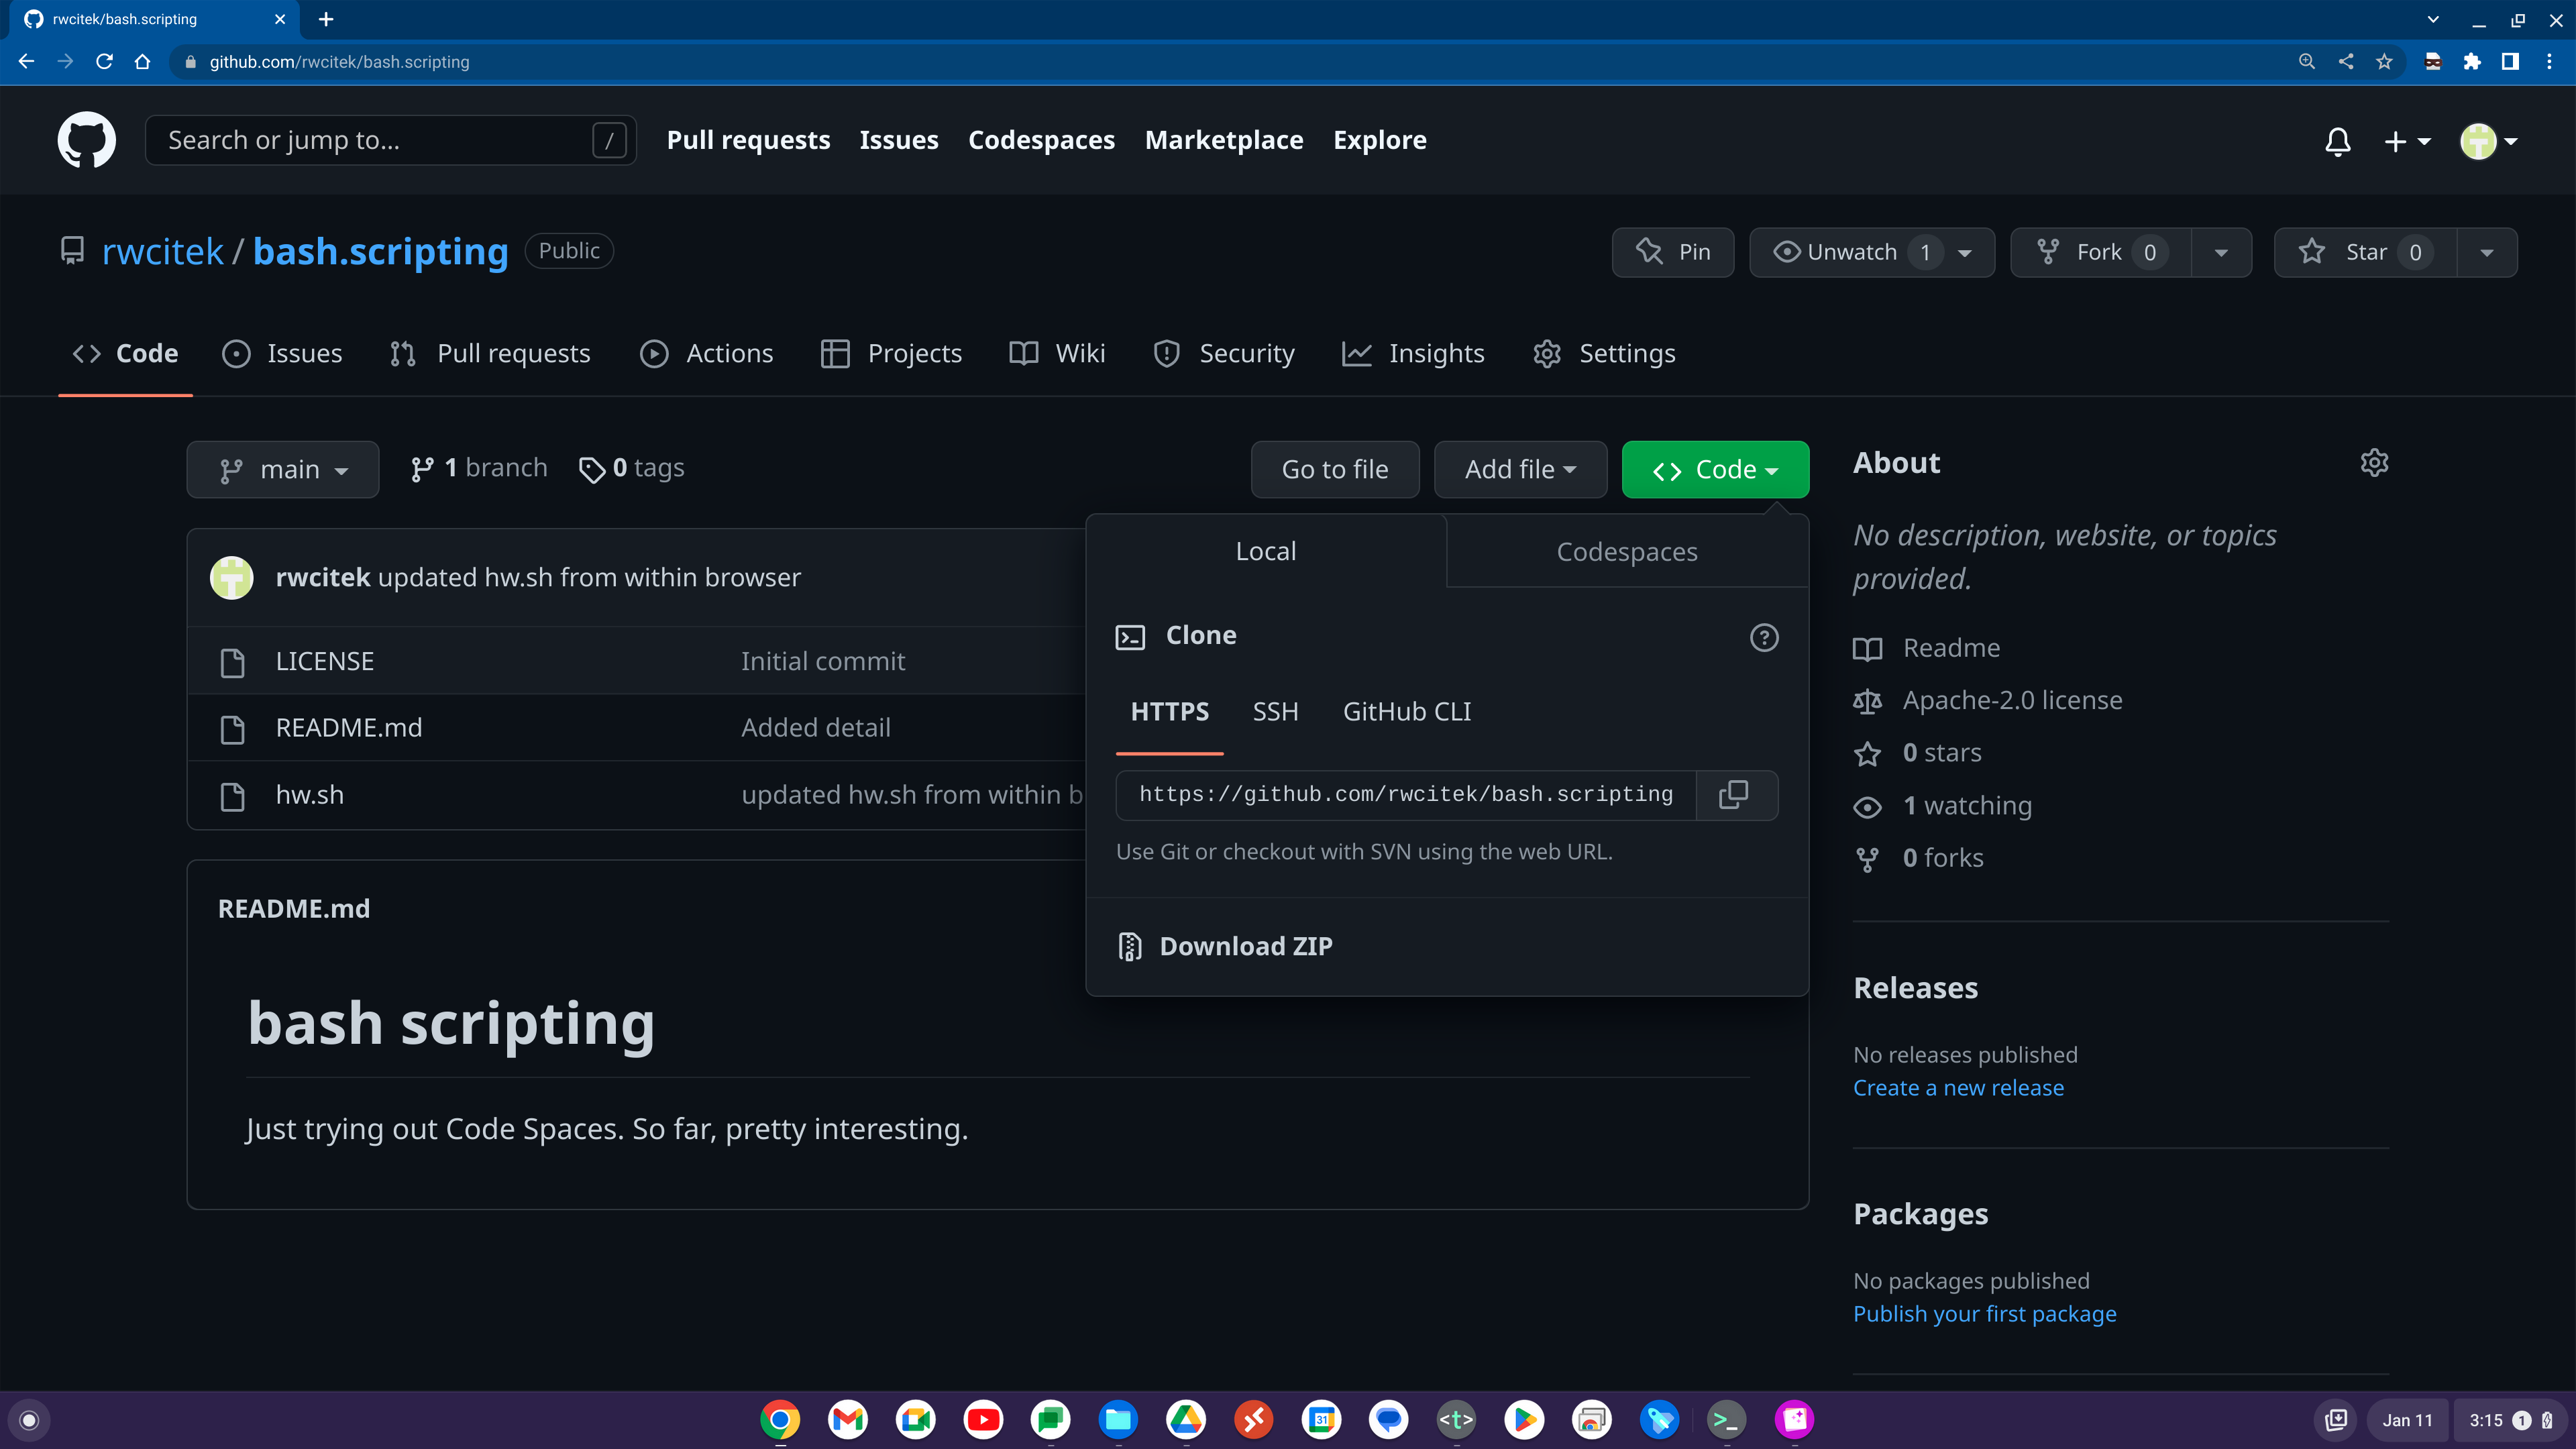 rwcitek/bash.scripting
github.com/rwcitek/bash.scripting
Search or jump to...
/
Pull requests
Issues
Codespaces
Marketplace
Explore
rwcitek / bash.scripting
Public
Pin
Unwatch 1
Fork 0
Star 0
Code
Issues
Pull requests
Actions
Projects
Wiki
Security
Insights
Settings
main
1 branch
0 tags
Go to file
Add file
Code
Local
Codespaces
Clone
HTTPS
SSH
GitHub CLI
https://github.com/rwcitek/bash.scripting
Use Git or checkout with SVN using the web URL.
Download ZIP
rwcitek updated hw.sh from within browser
LICENSE
Initial commit
README.md
Added detail
hw.sh
updated hw.sh from within b
README.md
bash scripting
Just trying out Code Spaces. So far, pretty interesting.
About
No description, website, or topics
provided.
Readme
Apache-2.0 license
0 stars
1 watching
0 forks
Releases
No releases published
Create a new release
Packages
No packages published
Publish your first package
31
<t>
>_
Jan 11
3:15
1